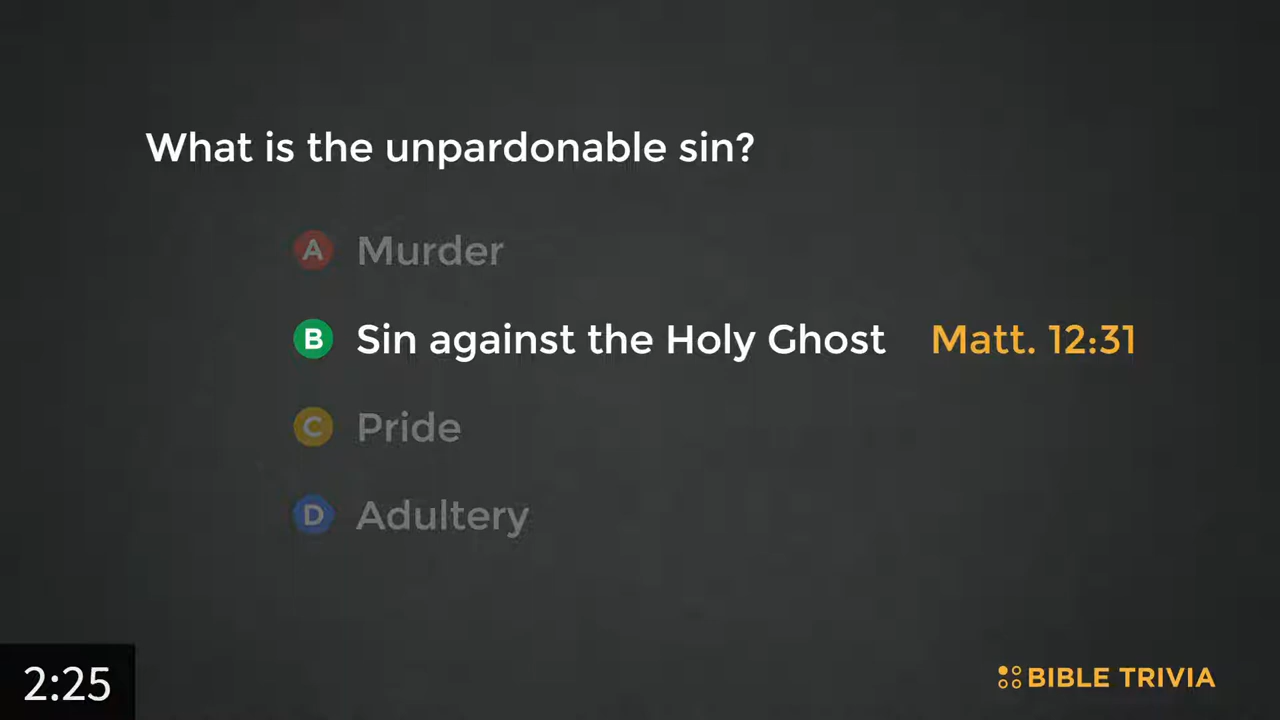 What is the unpardonable sin?
A Murder
B Sin against the Holy Ghost Matt. 12:31
C Pride
D Adultery
2:25
BIBLE TRIVIA